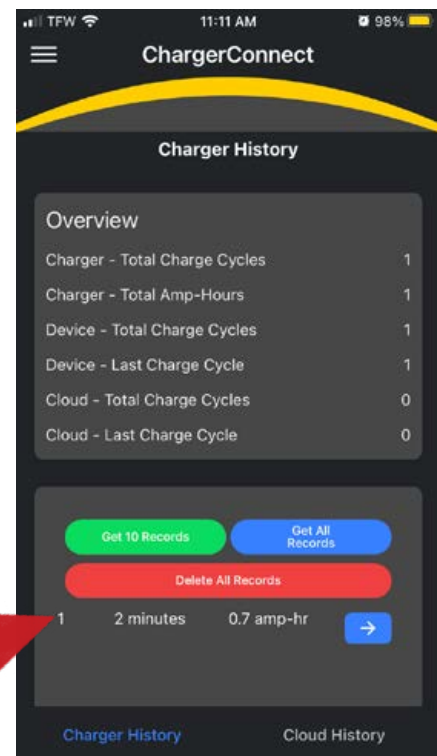 TFW 11:11 AM 98%
ChargerConnect
Charger History
Overview
Charger - Total Charge Cycles 1
Charger - Total Amp-Hours 1
Device - Total Charge Cycles 1
Device - Last Charge Cycle 1
Cloud - Total Charge Cycles 0
Cloud - Last Charge Cycle 0
Get 10 Records Get All
Records
Delete All Records
1 2 minutes 0.7 amp-hr
Charger History Cloud History